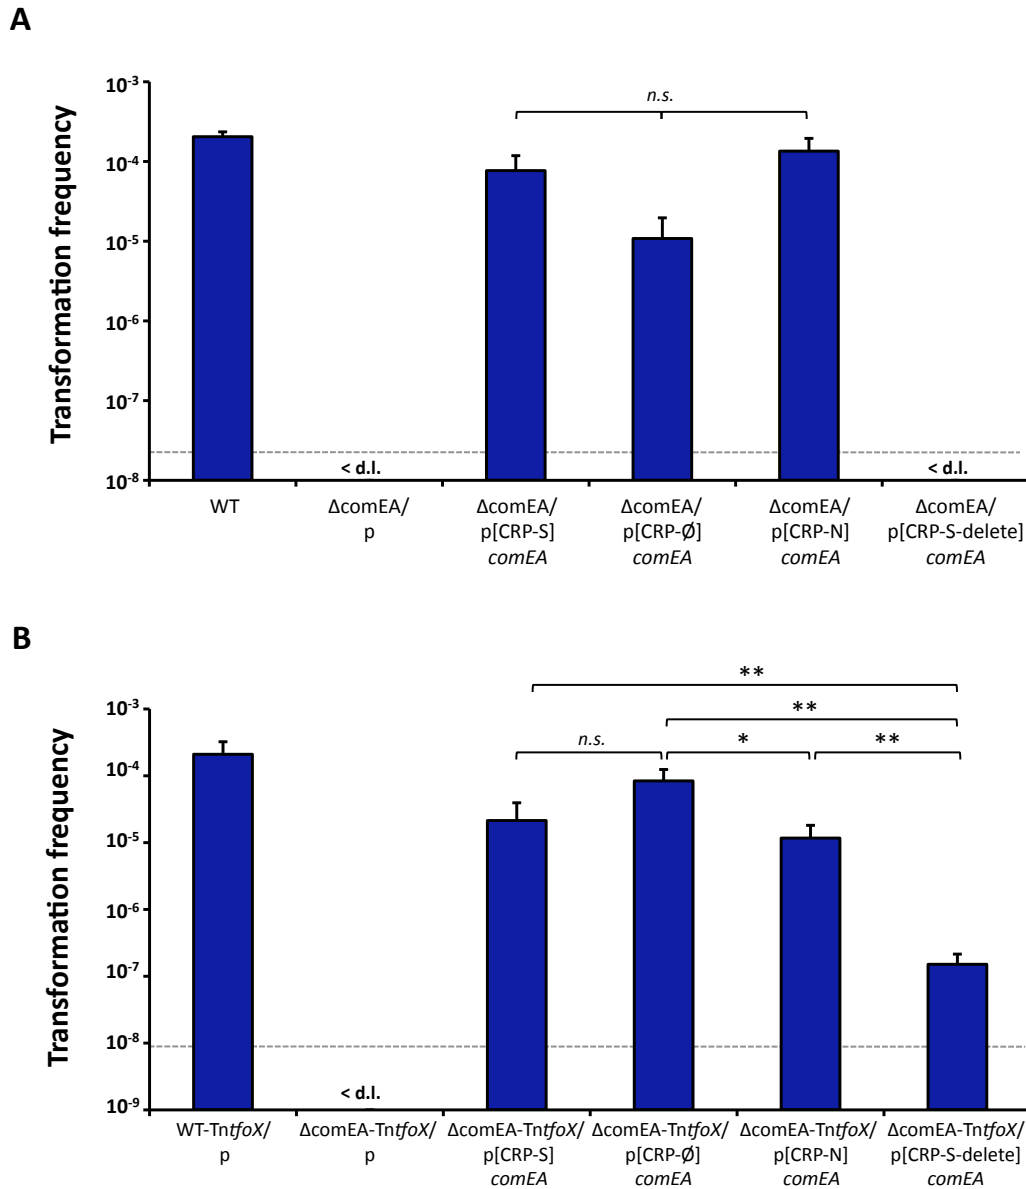 A
Transformation frequency
10⁻³
10⁻⁴
10⁻⁵
10⁻⁶
10⁻⁷
10⁻⁸
n.s.
< d.l.
< d.l.
WT
ΔcomEA/
p
ΔcomEA/
p[CRP-S]
comEA
ΔcomEA/
p[CRP-Ø]
comEA
ΔcomEA/
p[CRP-N]
comEA
ΔcomEA/
p[CRP-S-delete]
comEA
B
Transformation frequency
10⁻³
10⁻⁴
10⁻⁵
10⁻⁶
10⁻⁷
10⁻⁸
10⁻⁹
**
**
n.s.
*
**
< d.l.
WT-TntfoX/
p
ΔcomEA-TntfoX/
p
ΔcomEA-TntfoX/
p[CRP-S]
comEA
ΔcomEA-TntfoX/
p[CRP-Ø]
comEA
ΔcomEA-TntfoX/
p[CRP-N]
comEA
ΔcomEA-TntfoX/
p[CRP-S-delete]
comEA